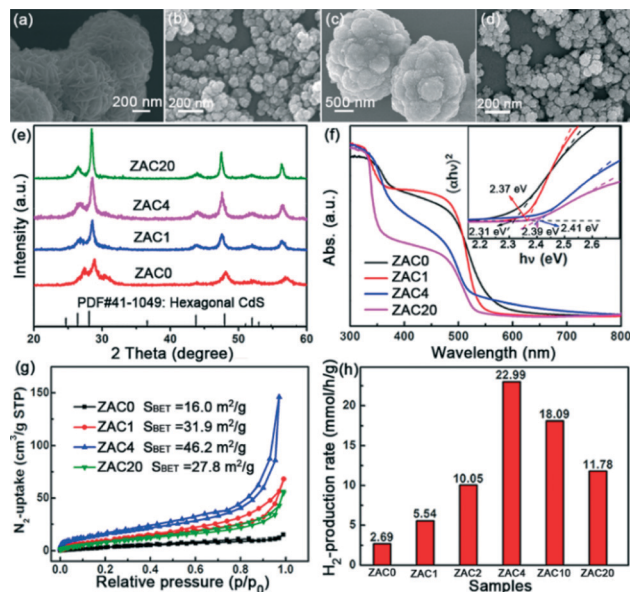 (a)
200 nm
(b)
200 nm
(c)
500 nm
(d)
200 nm
(e)
Intensity (a.u.)
ZAC20
ZAC4
ZAC1
ZAC0
PDF#41-1049: Hexagonal CdS
20 30 40 50 60
2 Theta (degree)
(f)
Abs. (a.u.)
ZAC0
ZAC1
ZAC4
ZAC20
300 400 500 600 700 800
Wavelength (nm)
(αhν)²
2.37 eV
2.31 eV
2.39 eV
2.41 eV
2.2 2.3 2.4 2.5 2.6
hν (eV)
(g)
N₂-uptake (cm³/g STP)
150
100
50
0
ZAC0 SBET =16.0 m²/g
ZAC1 SBET =31.9 m²/g
ZAC4 SBET =46.2 m²/g
ZAC20 SBET =27.8 m²/g
0.0 0.2 0.4 0.6 0.8 1.0
Relative pressure (p/p₀)
(h)
H₂-production rate (mmol/h/g)
20
15
10
5
0
2.69
5.54
10.05
22.99
18.09
11.78
ZAC0 ZAC1 ZAC2 ZAC4 ZAC10 ZAC20
Samples